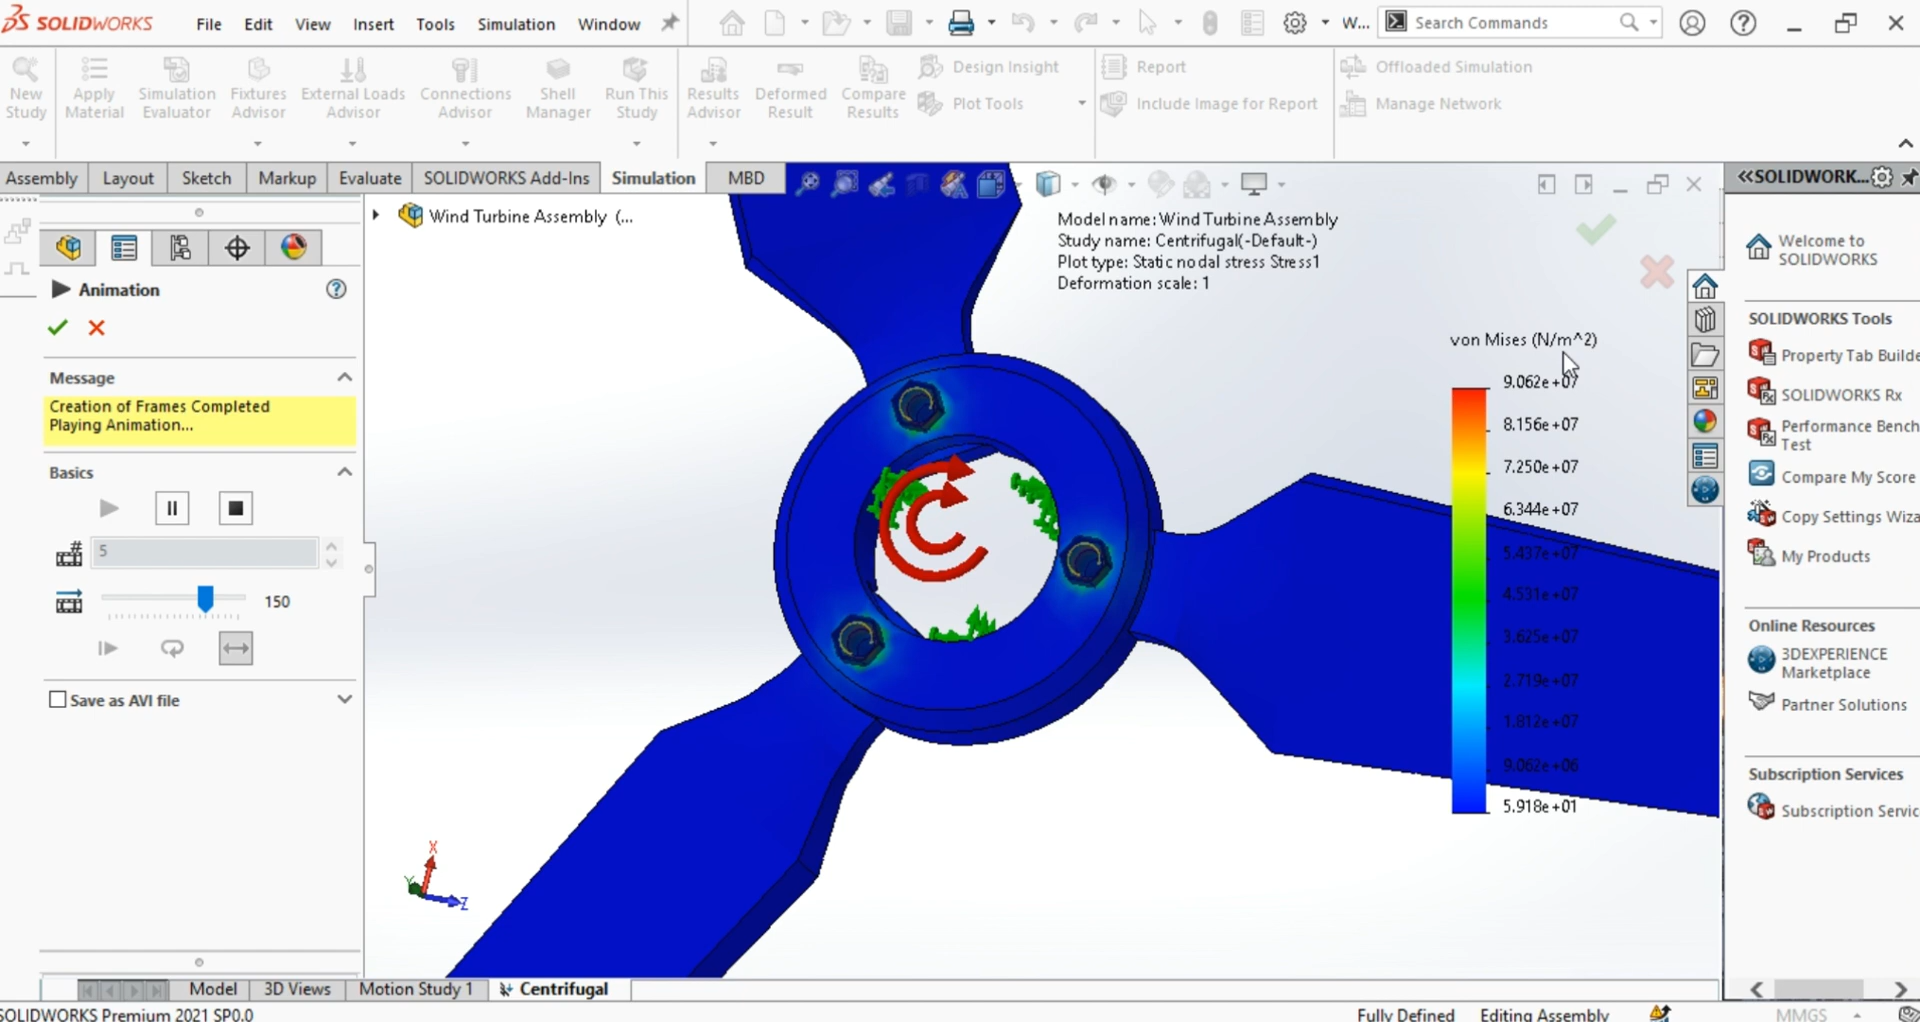 SOLIDWORKS
File Edit View Insert Tools Simulation Window
W...
Search Commands
New Study
Apply Material
Simulation Evaluator
Fixtures Advisor
External Loads Advisor
Connections Advisor
Shell Manager
Run This Study
Results Advisor
Deformed Result
Compare Results
Design Insight
Plot Tools
Report
Include Image for Report
Offloaded Simulation
Manage Network
Assembly Layout Sketch Markup Evaluate SOLIDWORKS Add-Ins Simulation MBD
Wind Turbine Assembly (...
Animation
Message
Creation of Frames Completed
Playing Animation...
Basics
5
150
Save as AVI file
Model name: Wind Turbine Assembly
Study name: Centrifugal(-Default-)
Plot type: Static nodal stress Stress1
Deformation scale: 1
von Mises (N/m^2)
9.062e+07
8.156e+07
7.250e+07
6.344e+07
5.437e+07
4.531e+07
3.625e+07
2.719e+07
1.812e+07
9.062e+06
5.918e+01
X
Y
Z
SOLIDWORK...
Welcome to
SOLIDWORKS
SOLIDWORKS Tools
Property Tab Builde
SOLIDWORKS Rx
Performance Bench
Test
Compare My Score
Copy Settings Wiza
My Products
Online Resources
3DEXPERIENCE
Marketplace
Partner Solutions
Subscription Services
Subscription Servic
Model 3D Views Motion Study 1 Centrifugal
SOLIDWORKS Premium 2021 SP0.0
Fully Defined Editing Assembly MMGS